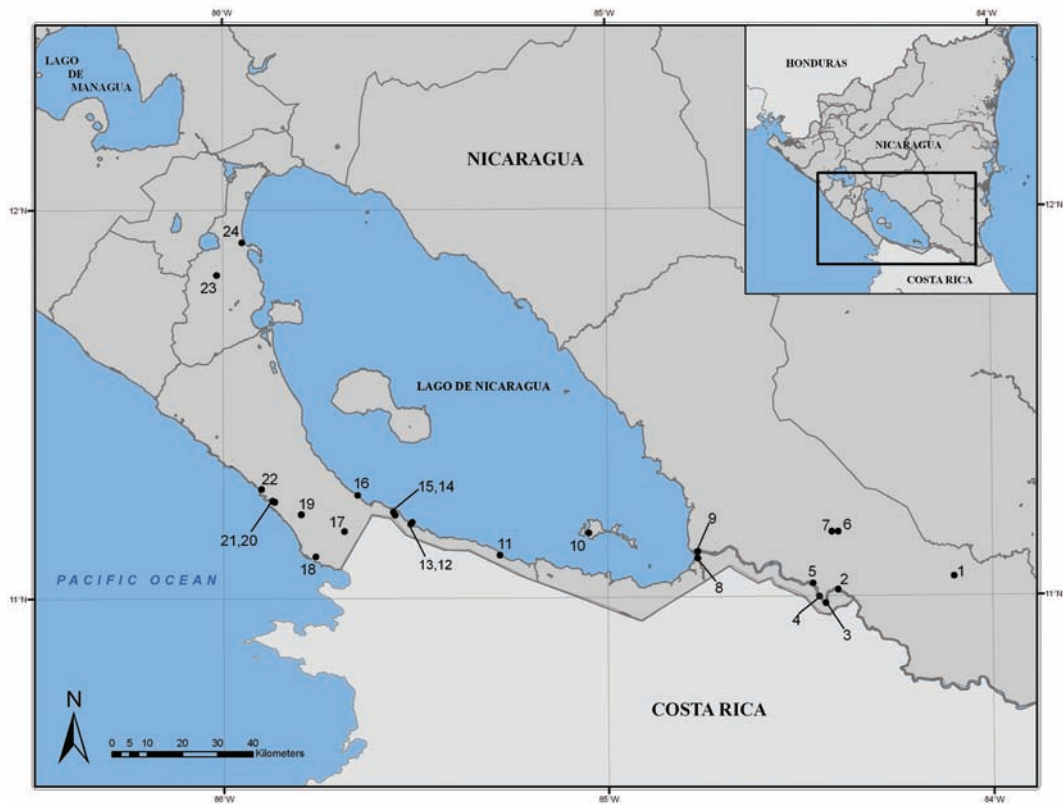 86°W 85°W 84°W
LAGO
DE
MANAGUA
HONDURAS
NICARAGUA
NICARAGUA
COSTA RICA
12°N 12°N
24
23
LAGO DE NICARAGUA
22
21,20
19
18
17
16
15,14
13,12
11
10
9
8
7 6
5
4
3
2
1
PACIFIC OCEAN
11°N 11°N
COSTA RICA
N
0 5 10 20 30 40
Kilometers
86°W 85°W 84°W